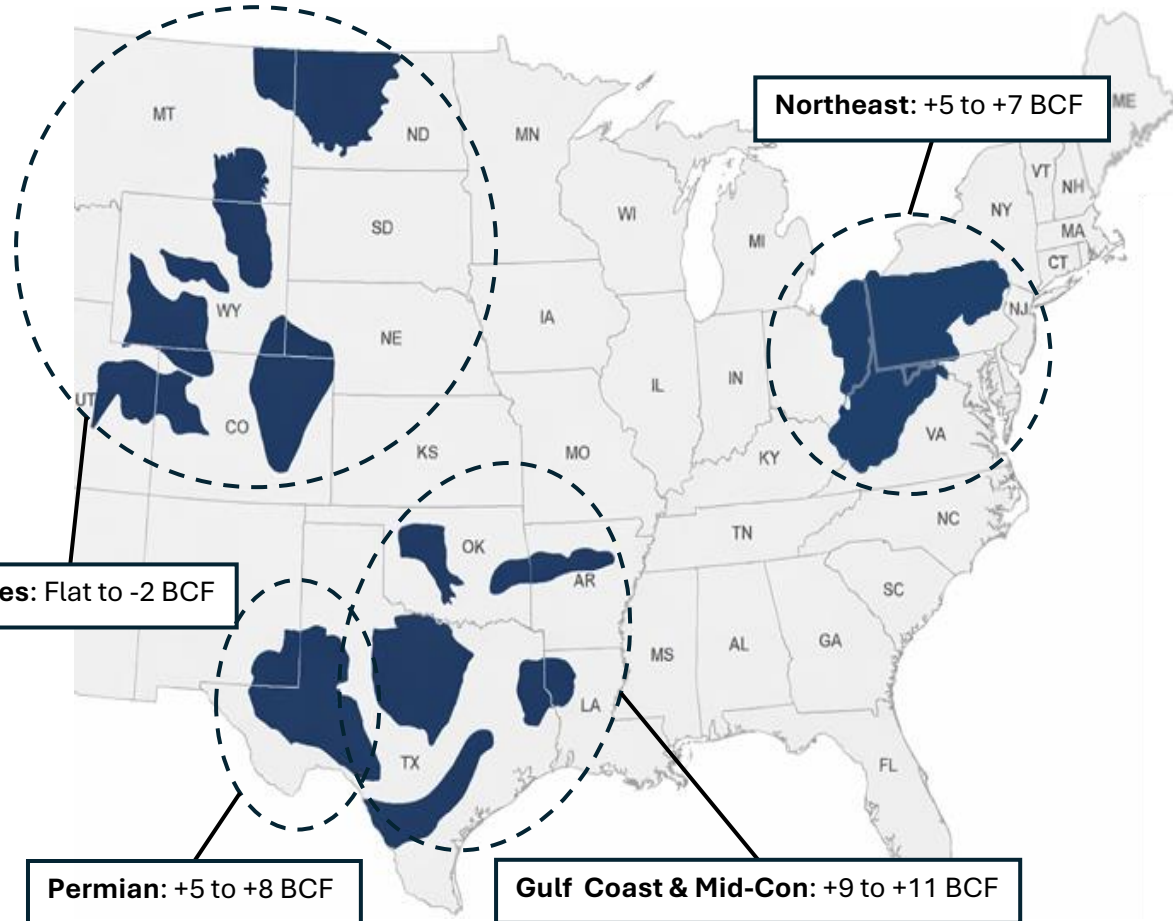 Northeast: +5 to +7 BCF
ME
MT
ND
MN
VT
NH
NY
WI
SD
MA
MI
CT
WY
NJ
IA
NE
IL
IN
UT
CO
VA
KS
MO
KY
NC
TN
OK
AR
SC
es: Flat to -2 BCF
MS
AL
GA
LA
TX
FL
Permian: +5 to +8 BCF
Gulf Coast & Mid-Con: +9 to +11 BCF